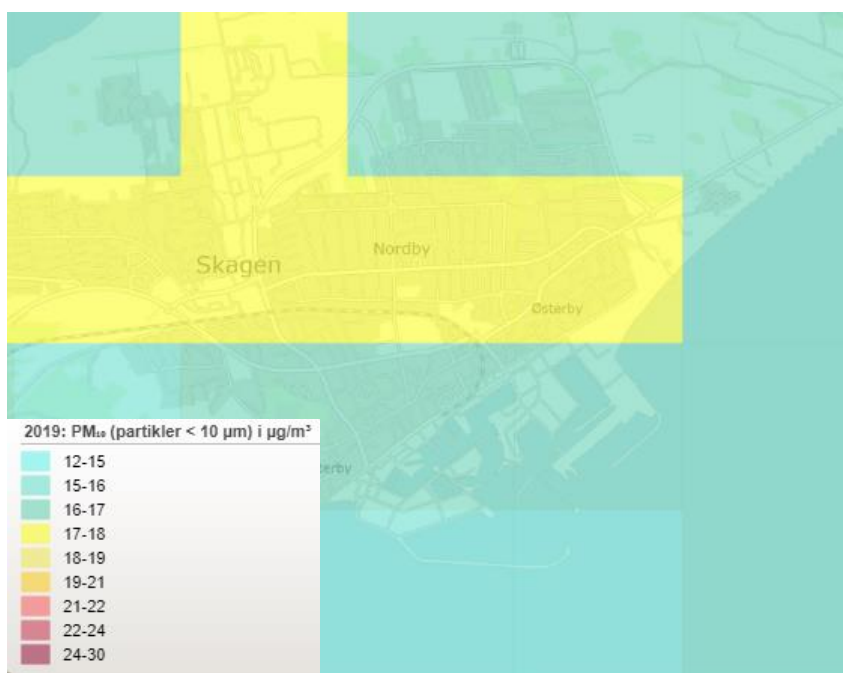 Nordby
Skagen
Østerby
2019: PM₁₀ (partikler < 10 µm) i µg/m³
12-15
15-16
16-17
17-18
18-19
19-21
21-22
22-24
24-30